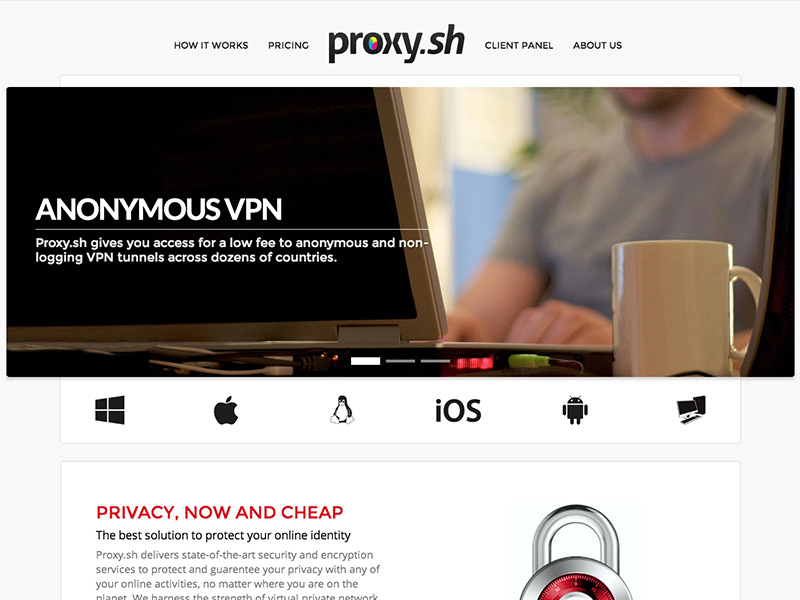 HOW IT WORKS PRICING proxy.sh CLIENT PANEL ABOUT US
ANONYMOUS VPN
Proxy.sh gives you access for a low fee to anonymous and non-
logging VPN tunnels across dozens of countries.
iOS
PRIVACY, NOW AND CHEAP
The best solution to protect your online identity
Proxy.sh delivers state-of-the-art security and encryption
services to protect and guarentee your privacy with any of
your online activities, no matter where you are on the
planet. We harness the strength of virtual private network